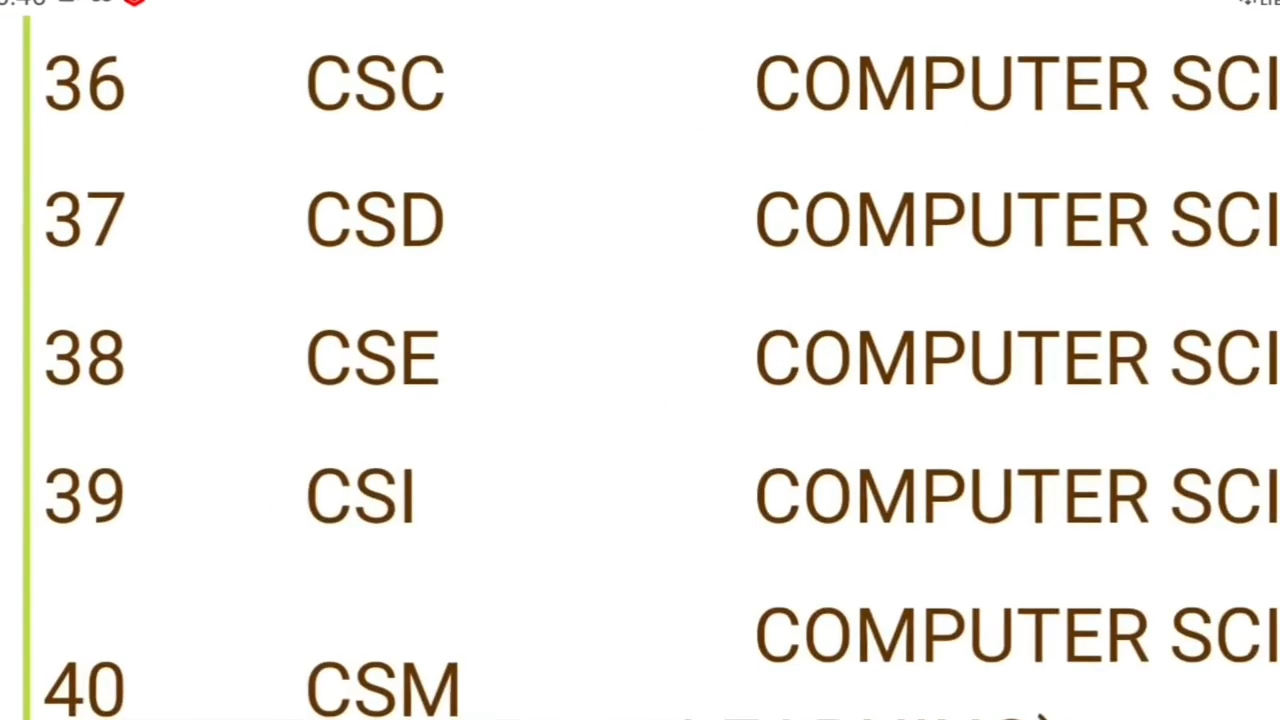 36 CSC COMPUTER SCI
37 CSD COMPUTER SCI
38 CSE COMPUTER SCI
39 CSI COMPUTER SCI
COMPUTER SCI
40 CSM